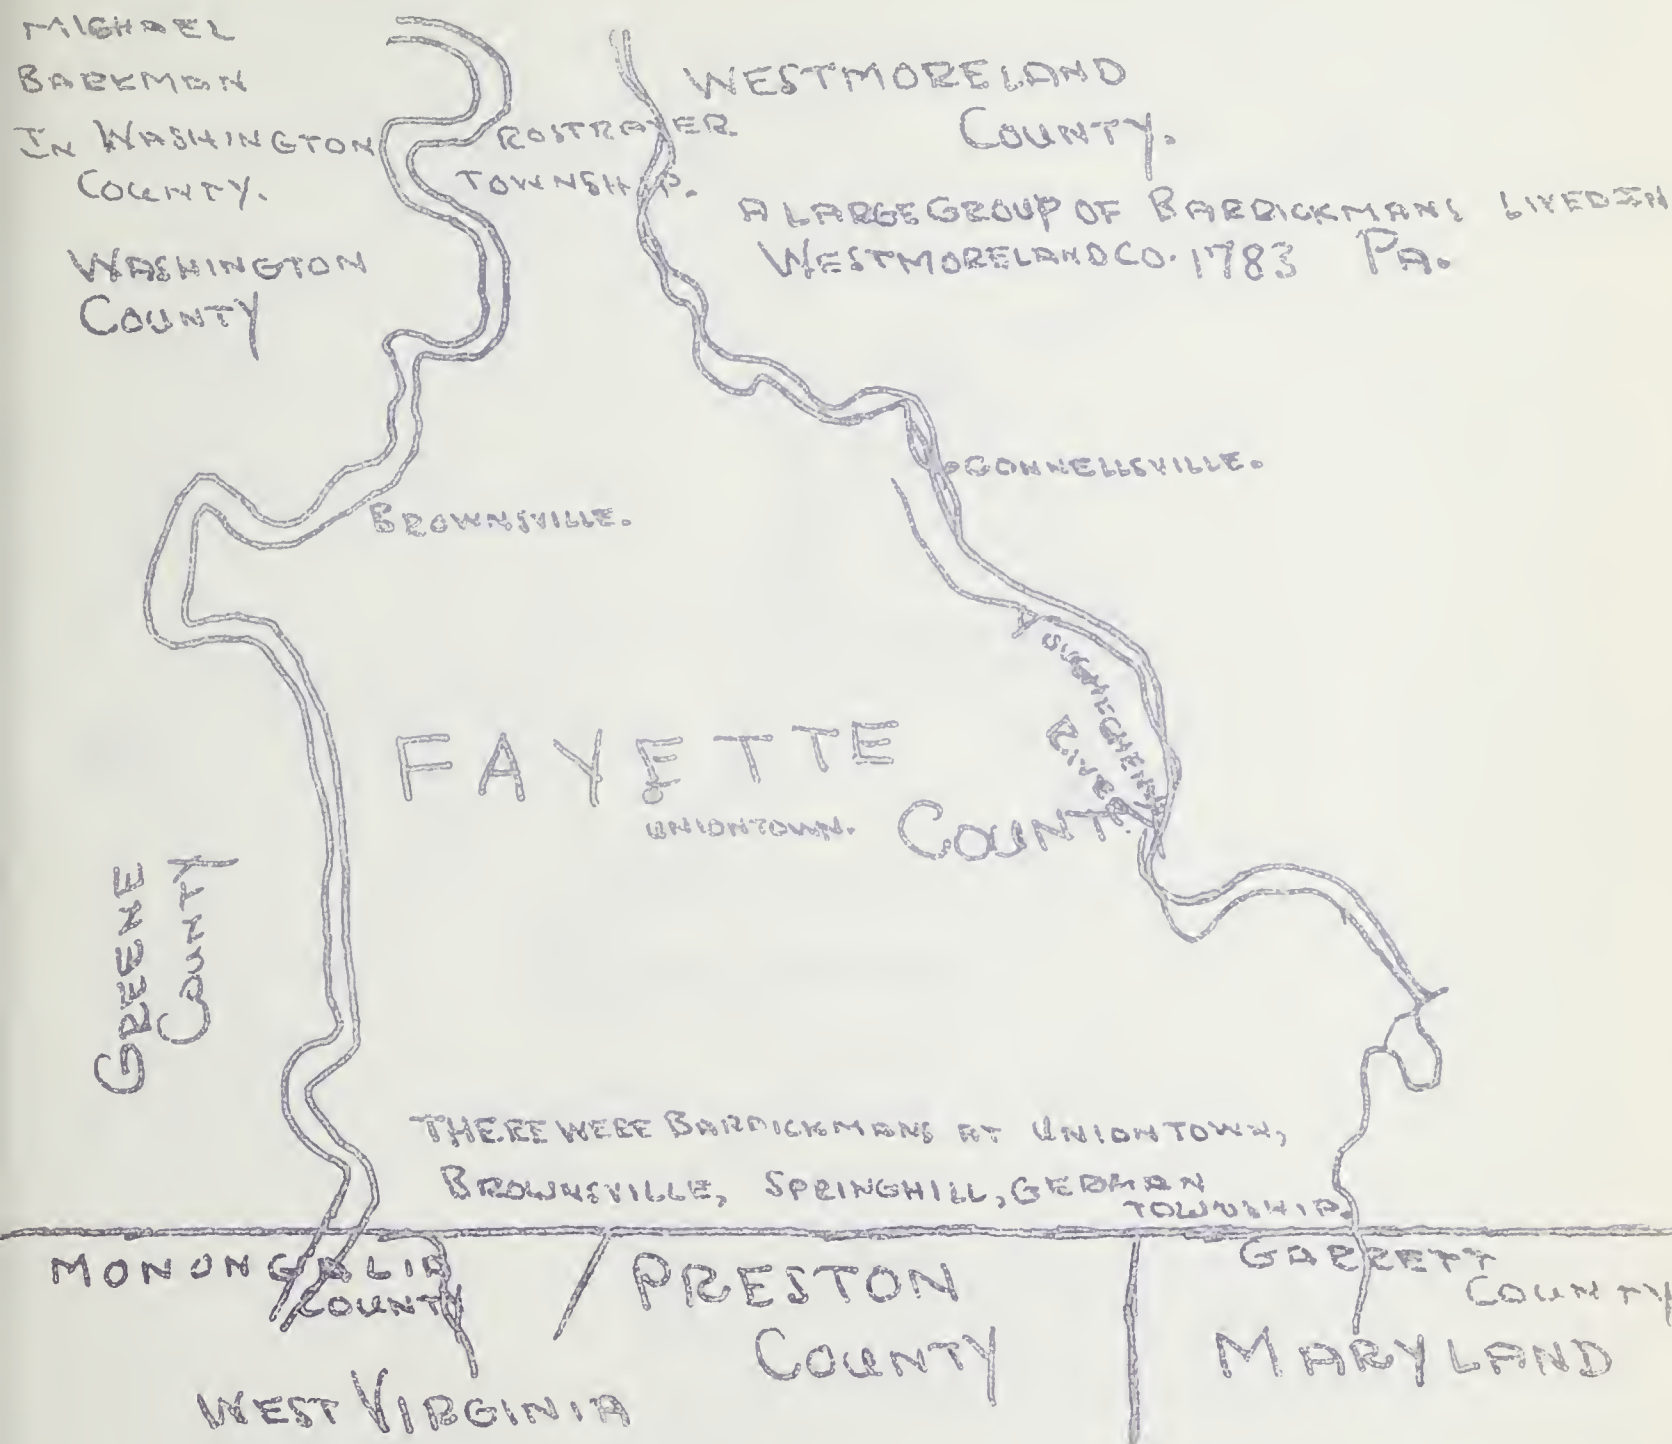 MICHAEL
BARKMAN
IN WASHINGTON
COUNTY.
WASHINGTON
COUNTY
ROSTRAVER
TOWNSHIP.
WESTMORELAND
COUNTY.
A LARGE GROUP OF BARRICKMANS LIVED IN
WESTMORELAND CO. 1783 PA.
CONNELLSVILLE.
BROWNSVILLE.
YOUGHIOGHENY
RIVER.
FAYETTE
COUNTY
UNIONTOWN.
GREENE
COUNTY
THERE WERE BARRICKMANS AT UNIONTOWN,
BROWNSVILLE, SPRINGHILL, GERMAN
TOWNSHIP.
MONONGALIA
COUNTY
PRESTON
COUNTY
GARRETT
COUNTY
MARYLAND
WEST VIRGINIA